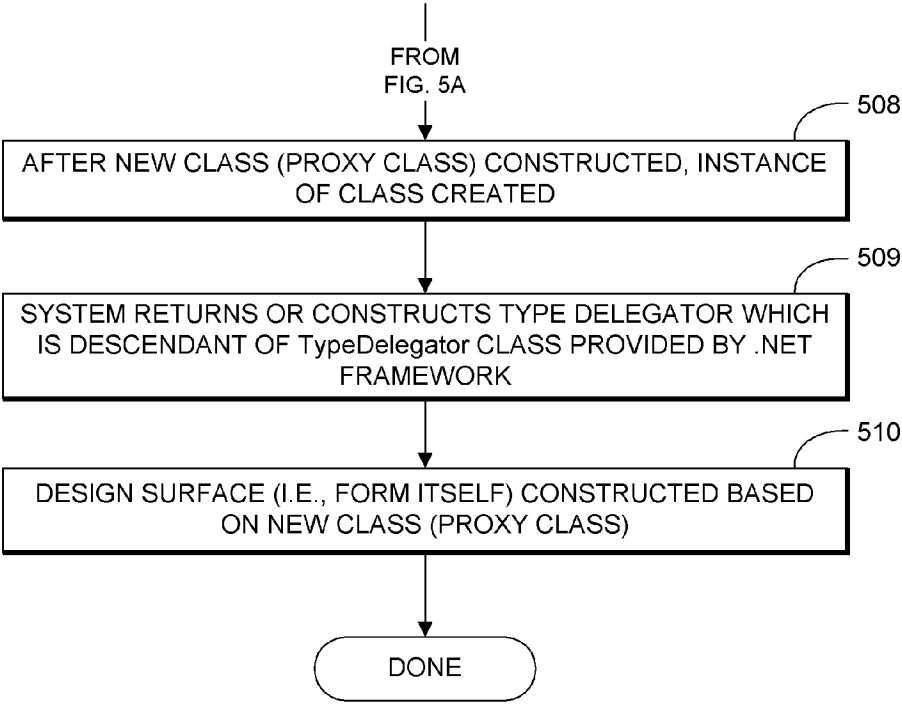 FROM
FIG. 5A
508
AFTER NEW CLASS (PROXY CLASS) CONSTRUCTED, INSTANCE
OF CLASS CREATED
509
SYSTEM RETURNS OR CONSTRUCTS TYPE DELEGATOR WHICH
IS DESCENDANT OF TypeDelegator CLASS PROVIDED BY .NET
FRAMEWORK
510
DESIGN SURFACE (I.E., FORM ITSELF) CONSTRUCTED BASED
ON NEW CLASS (PROXY CLASS)
DONE